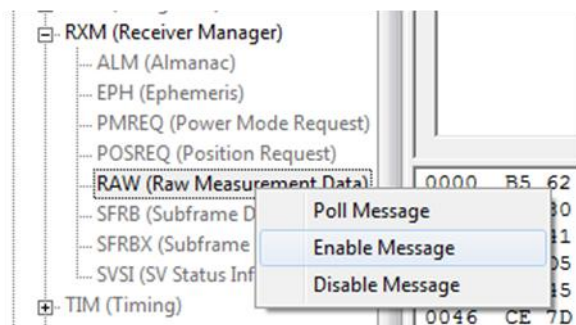 RXM (Receiver Manager)
ALM (Almanac)
EPH (Ephemeris)
PMREQ (Power Mode Request)
POSREQ (Position Request)
RAW (Raw Measurement Data)
0000 B5 62
SFRB (Subframe D
Poll Message
30
SFRBX (Subframe
Enable Message
41
05
SVSI (SV Status Inf
Disable Message
45
TIM (Timing)
0046 CE 7D